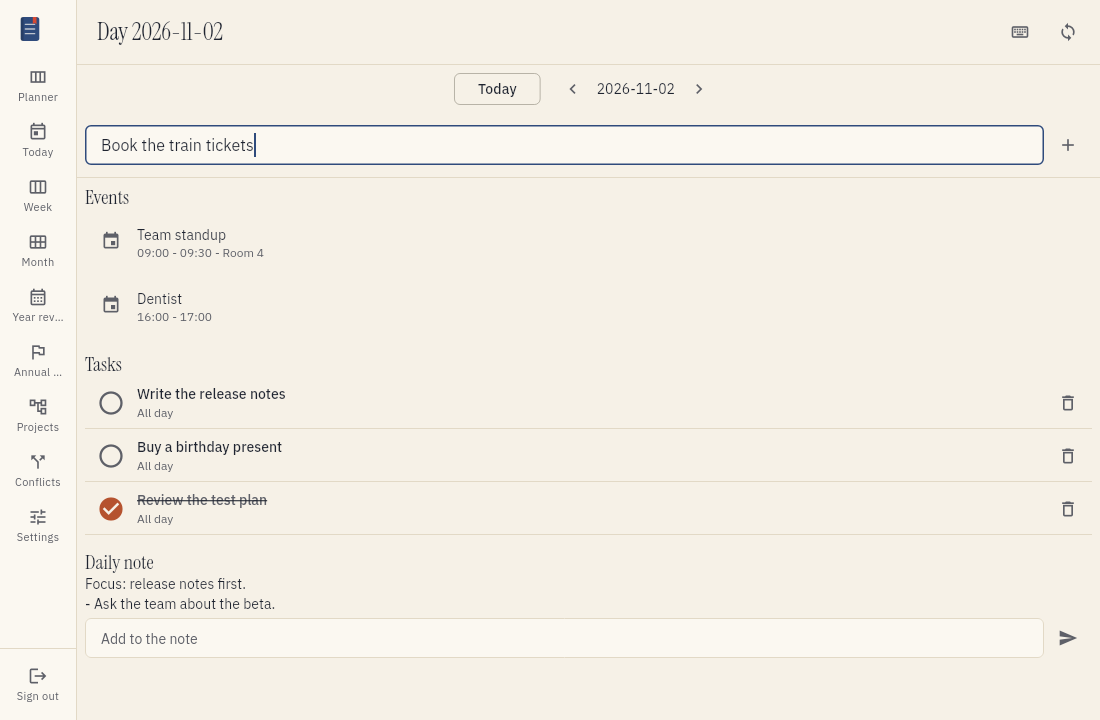 Day 2026-11-02
Planner
Today
Week
Month
Year rev...
Annual ...
Projects
Conflicts
Settings
Sign out
Today
2026-11-02
Book the train tickets
Events
Team standup
09:00 - 09:30 - Room 4
Dentist
16:00 - 17:00
Tasks
Write the release notes
All day
Buy a birthday present
All day
Review the test plan
All day
Daily note
Focus: release notes first.
- Ask the team about the beta.
Add to the note